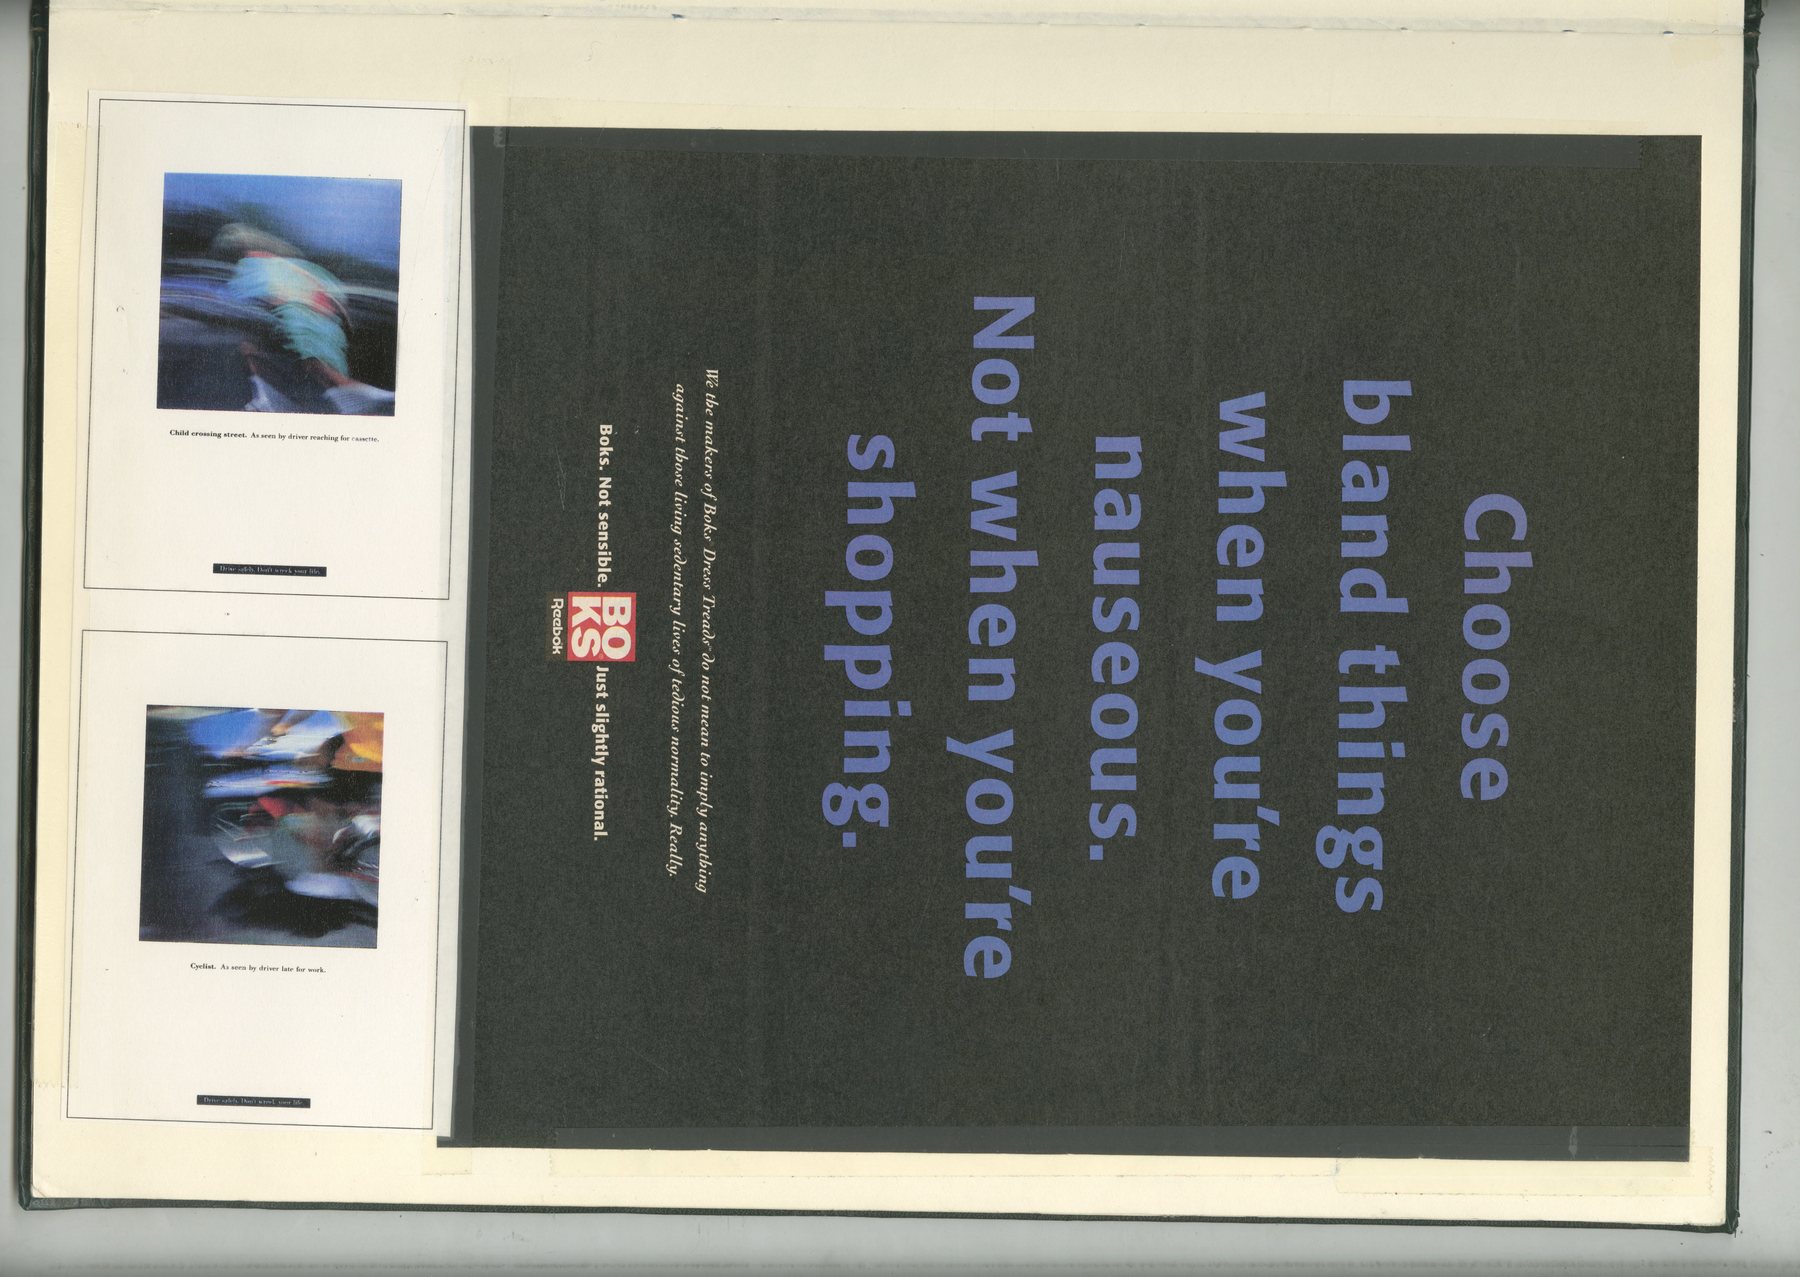 Child crossing street. As seen by driver reaching for cassette.
Drive safely. Don't wreck your life.
Cyclist. As seen by driver late for work.
Drive safely. Don't wreck your life.
Choose
bland things
when you're
nauseous.
Not when you're
shopping.
We the makers of Boks Dress Treads do not mean to imply anything
against those living sedentary lives of tedious normality. Really.
Boks. Not sensible. BOKS Just slightly rational.
Reebok